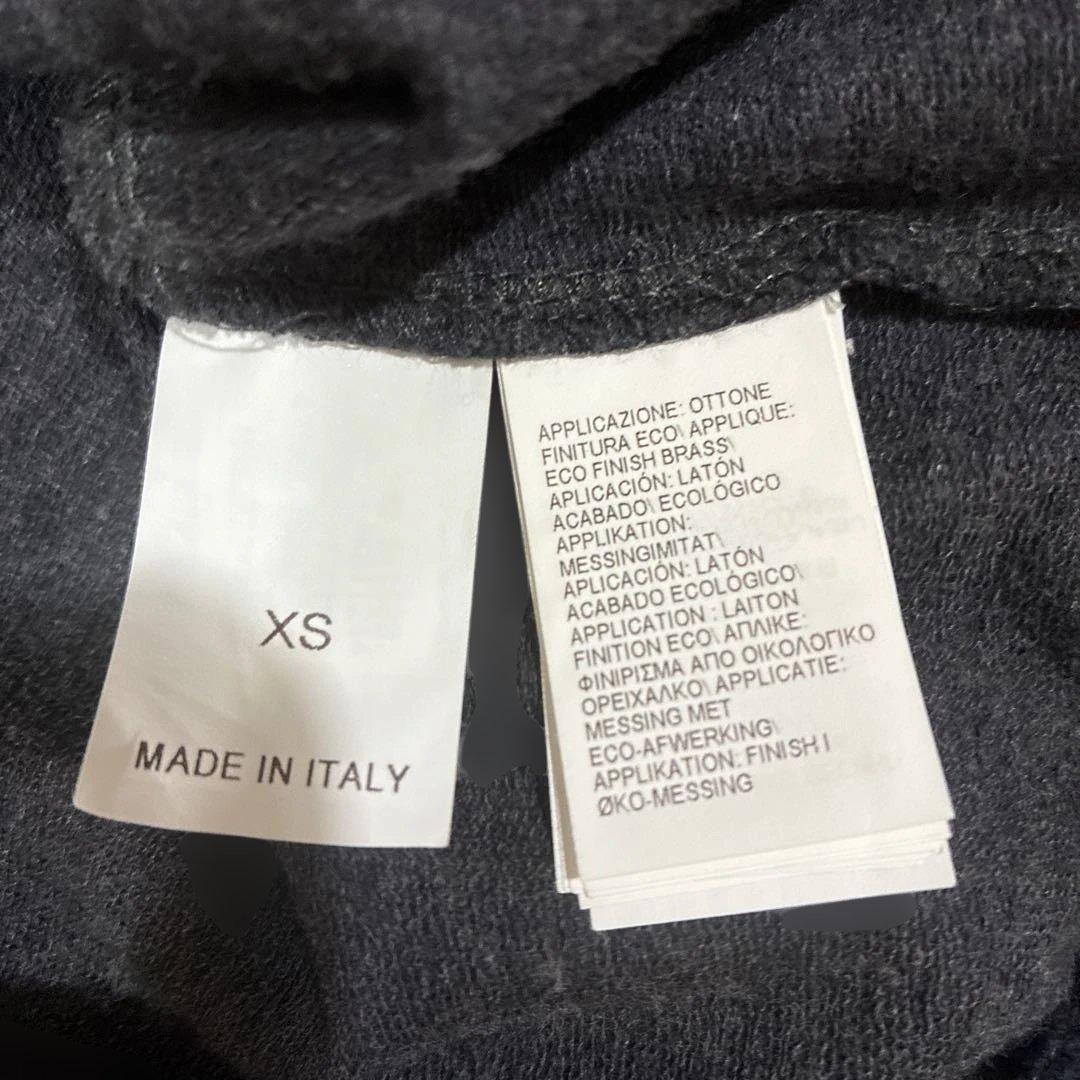 XS
MADE IN ITALY
APPLICAZIONE: OTTONE
FINITURA ECO\ APPLIQUE:
ECO FINISH BRASS\
APLICACIÓN: LATÓN
ACABADO\ ECOLÓGICO
APPLIKATION:
MESSINGIMITAT\
APLICACIÓN: LATÓN
ACABADO ECOLÓGICO\
APPLICATION : LAITON
FINITION ECO\ ΑΠΛΙΚΕ:
ΦΙΝΙΡΙΣΜΑ ΑΠΟ ΟΙΚΟΛΟΓΙΚΟ
ΟΡΕΙΧΑΛΚΟ\ APPLICATIE:
MESSING MET
ECO-AFWERKING\
APPLIKATION: FINISH I
ØKO-MESSING